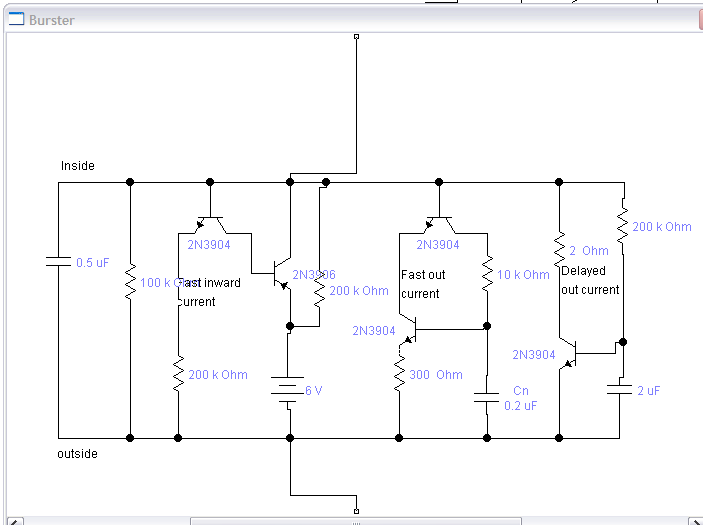 Burster
Inside
2N3904
2N3904
200 k Ohm
2 Ohm
0.5 uF
100 k Ohm
Fast inward
current
2N3906
200 k Ohm
Fast out
current
10 k Ohm
Delayed
out current
2N3904
2N3904
200 k Ohm
300 Ohm
6 V
Cn
0.2 uF
2 uF
outside